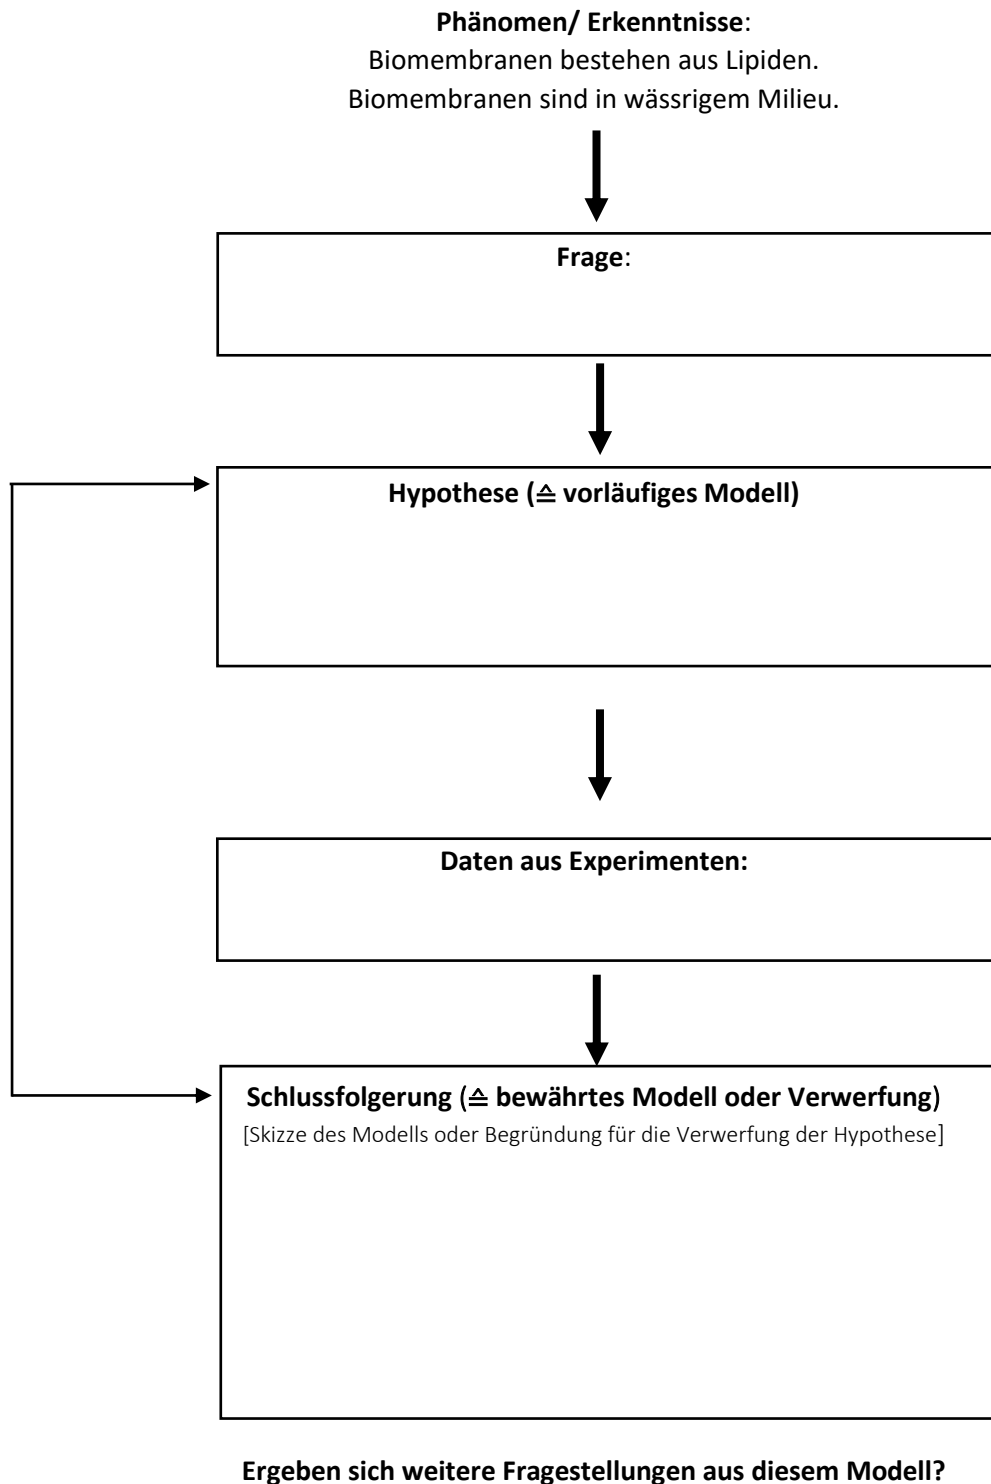 Phänomen/ Erkenntnisse:
Biomembranen bestehen aus Lipiden.
Biomembranen sind in wässrigem Milieu.
Frage:
Hypothese (≙ vorläufiges Modell)
Daten aus Experimenten:
Schlussfolgerung (≙ bewährtes Modell oder Verwerfung)
[Skizze des Modells oder Begründung für die Verwerfung der Hypothese]
Ergeben sich weitere Fragestellungen aus diesem Modell?